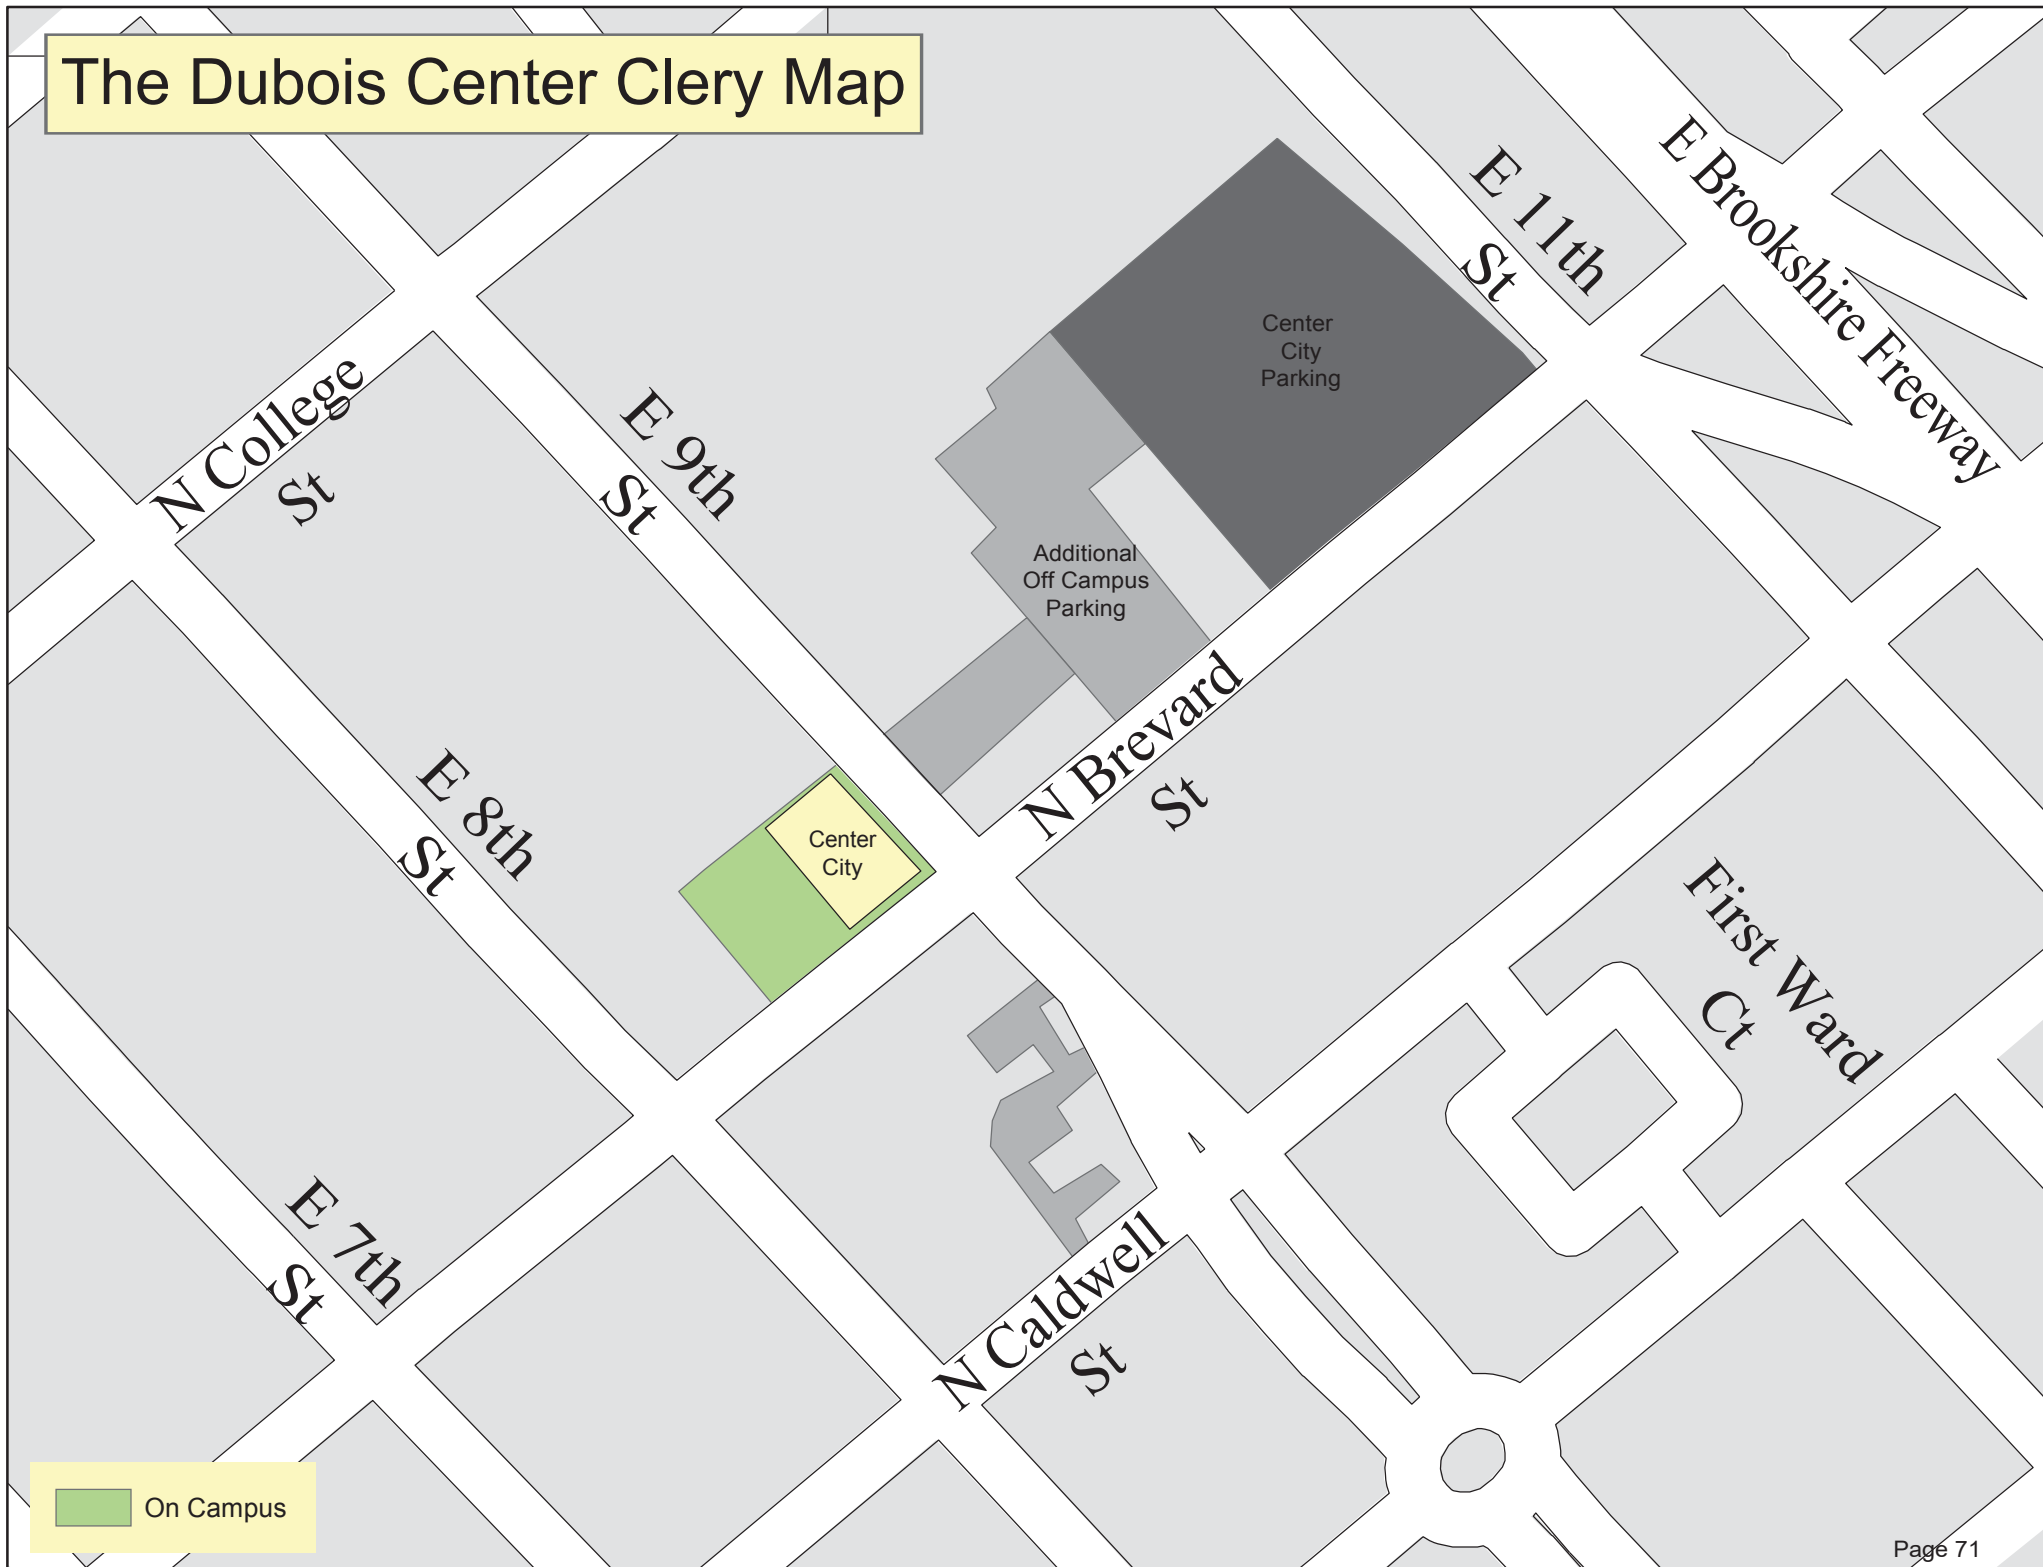 The Dubois Center Clery Map
E Brookshire Freeway
E 11th
St
Center
City
Parking
N College
St
E 9th
St
Additional
Off Campus
Parking
N Brevard
St
E 8th
St
Center
City
First Ward
Ct
E 7th
St
N Caldwell
St
On Campus
Page 71